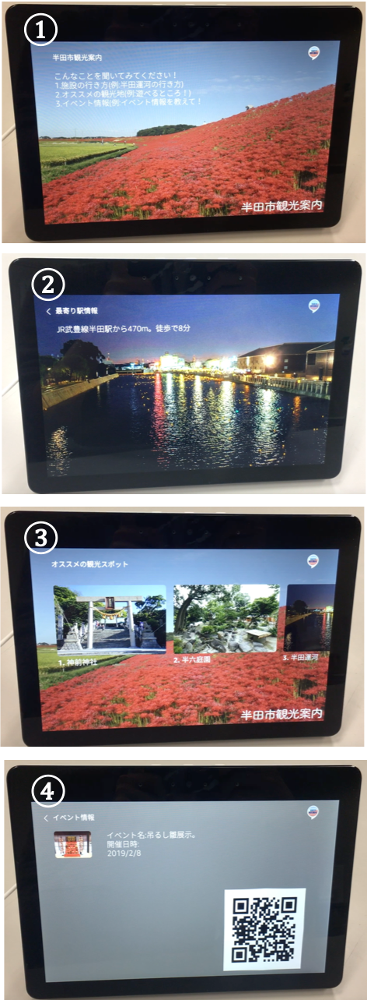 ①
半田市観光案内
こんなことを聞いてみてください！
1.施設の行き方(例:半田運河の行き方)
2.オススメの観光地(例:遊べるところ！)
3.イベント情報(例:イベント情報を教えて！
半田市観光案内
②
< 最寄り駅情報
JR武豊線半田駅から470m。徒歩で8分
③
オススメの観光スポット
1. 神前神社
2. 半六庭園
3. 半田運河
半田市観光案内
④
< イベント情報
イベント名:吊るし雛展示。
開催日時:
2019/2/8